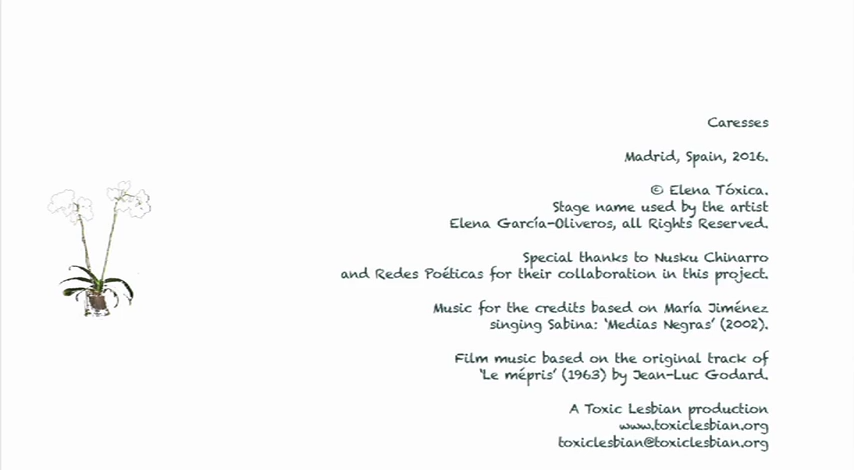 Caresses
Madrid, Spain, 2016.
© Elena Tóxica.
Stage name used by the artist
Elena García-Oliveros, all Rights Reserved.
Special thanks to Nusku Chinarro
and Redes Poéticas for their collaboration in this project.
Music for the credits based on María Jiménez
singing Sabina: ‘Medias Negras’ (2002).
Film music based on the original track of
‘Le mépris’ (1963) by Jean-Luc Godard.
A Toxic Lesbian production
www.toxiclesbian.org
toxiclesbian@toxiclesbian.org